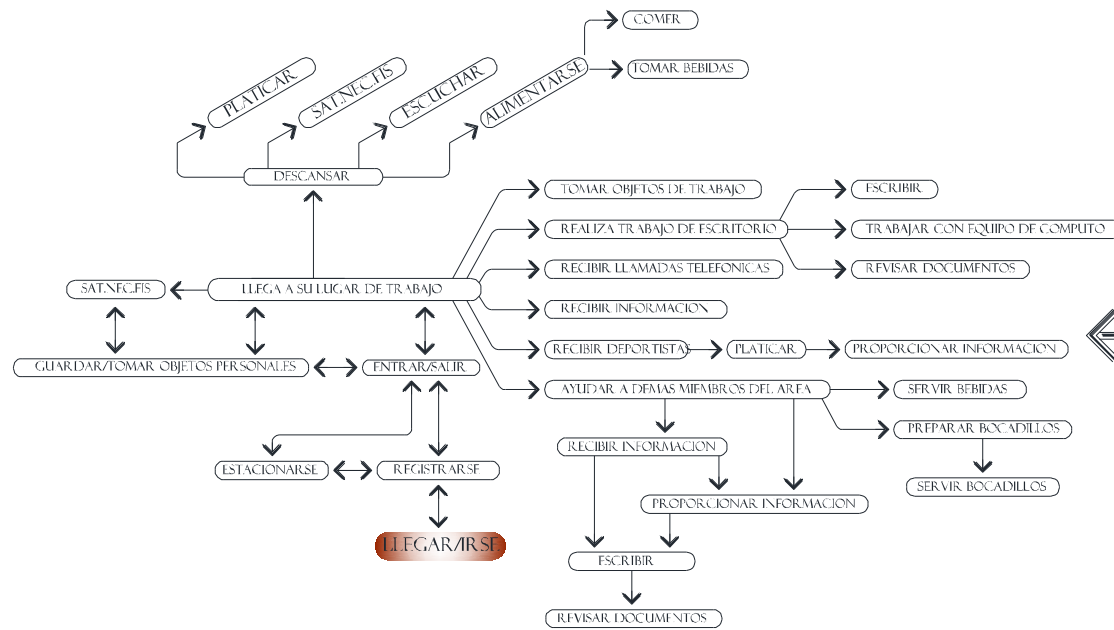 COMER
TOMAR BEBIDAS
PLATICAR
SAT.NEC.FIS
ESCUCHAR
ALIMENTARSE
DESCANSAR
TOMAR OBJETOS DE TRABAJO
ESCRIBIR
REALIZA TRABAJO DE ESCRITORIO
TRABAJAR CON EQUIPO DE COMPUTO
RECIBIR LLAMADAS TELEFONICAS
REVISAR DOCUMENTOS
SAT.NEC.FIS
LLEGA A SU LUGAR DE TRABAJO
RECIBIR INFORMACION
RECIBIR DEPORTISTAS
PLATICAR
PROPORCIONAR INFORMACION
GUARDAR/TOMAR OBJETOS PERSONALES
ENTRAR/SALIR
AYUDAR A DEMAS MIEMBROS DEL AREA
SERVIR BEBIDAS
PREPARAR BOCADILLOS
RECIBIR INFORMACION
ESTACIONARSE
REGISTRARSE
SERVIR BOCADILLOS
PROPORCIONAR INFORMACION
LLEGAR/IRSE
ESCRIBIR
REVISAR DOCUMENTOS